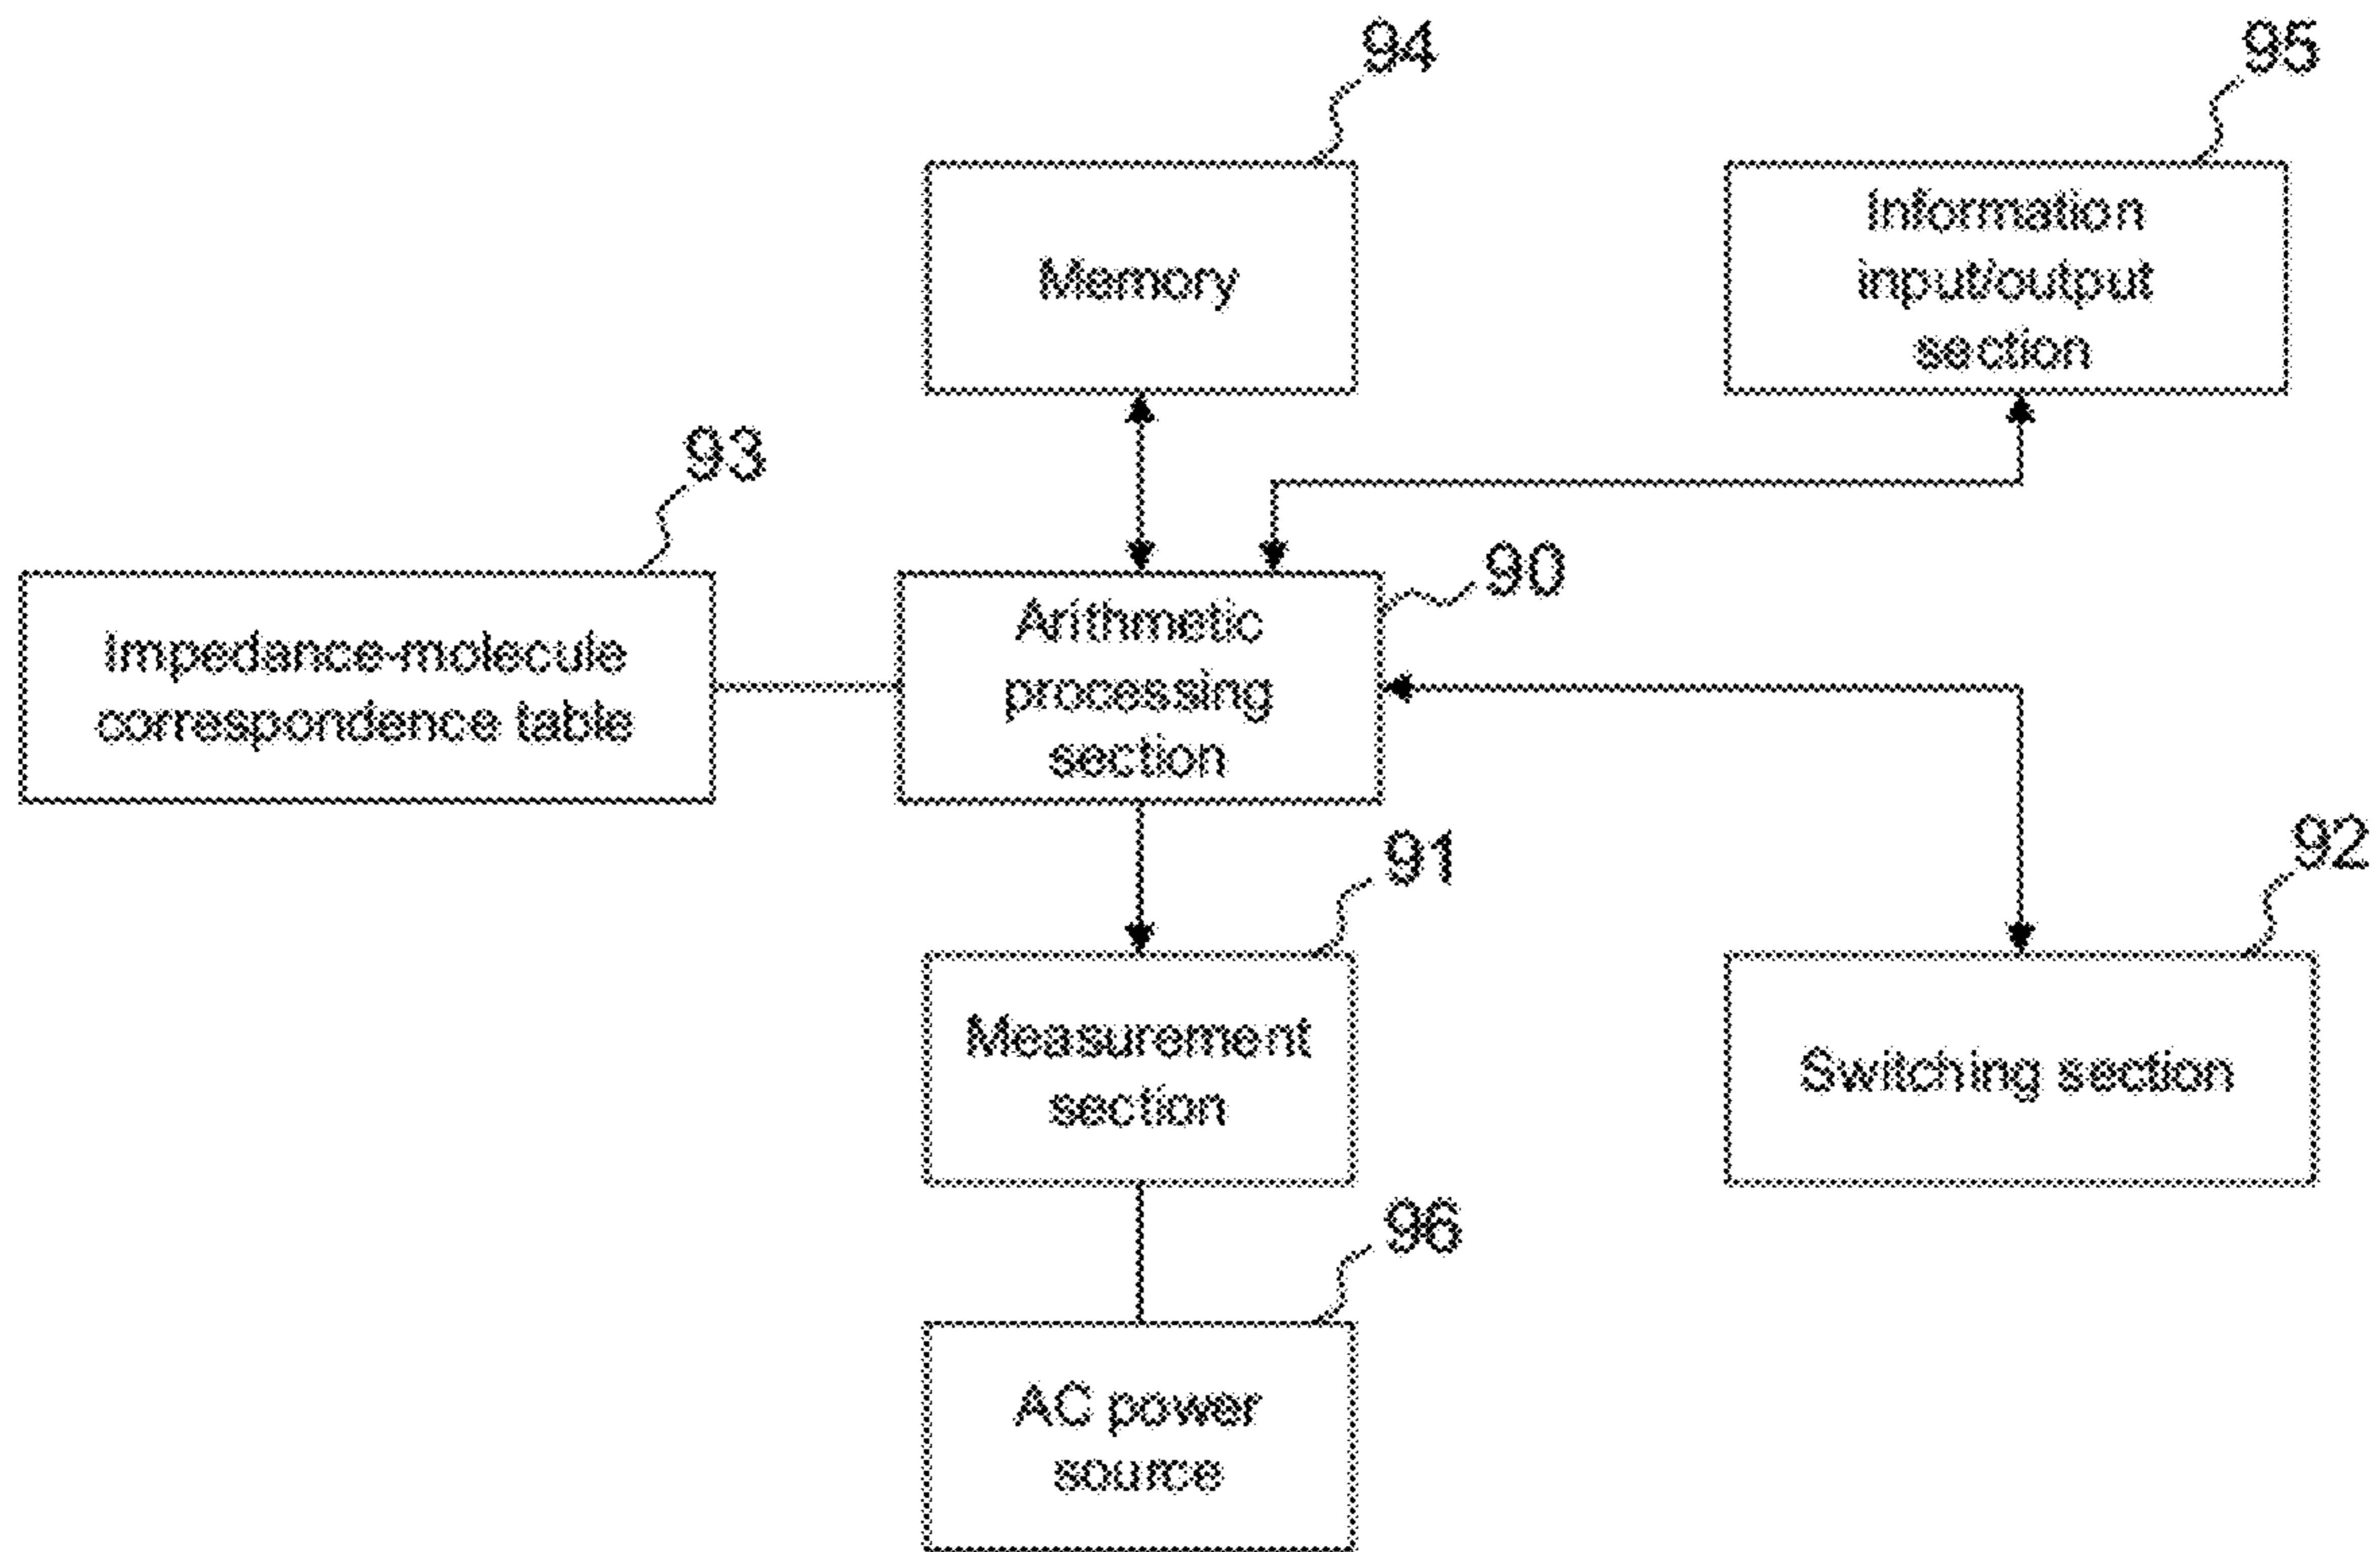 94
95
Memory
Information
input/output
section
93
90
Impedance-molecule
correspondence table
Arithmetic
processing
section
91
92
Measurement
section
Switching section
96
AC power
source